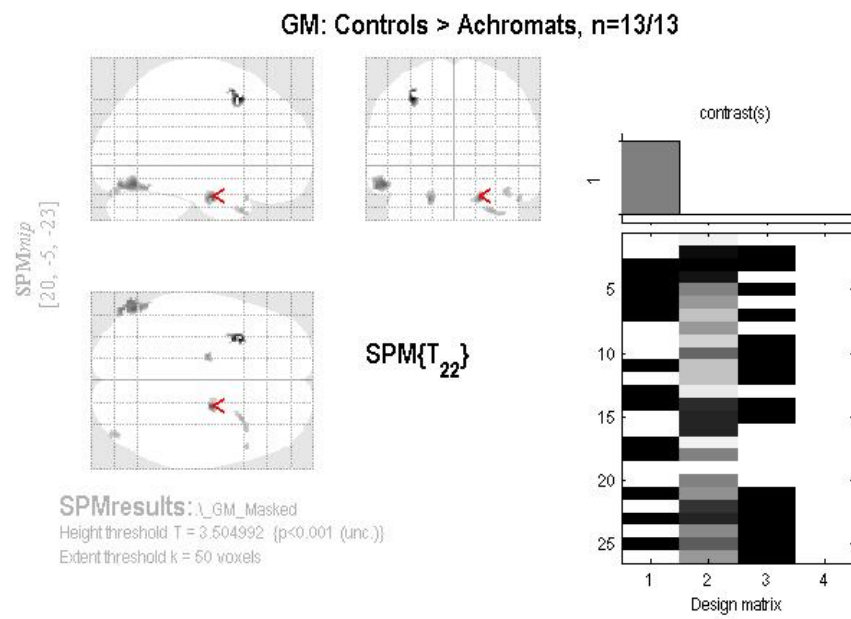 GM: Controls > Achromats, n=13/13
SPMmip
[20, -5, -23]
SPM{T22}
contrast(s)
1
5
10
15
20
25
1 2 3 4
Design matrix
SPMresults: .\_GM_Masked
Height threshold T = 3.504992 {p<0.001 (unc.)}
Extent threshold k = 50 voxels